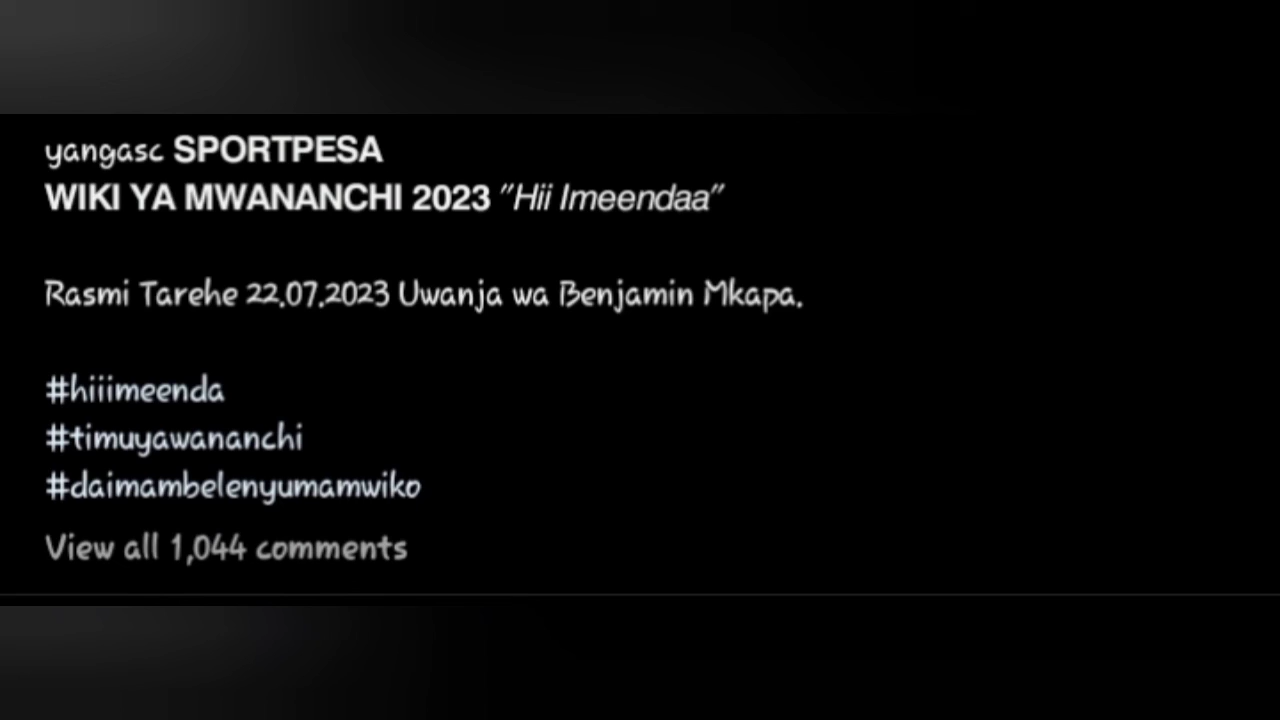 yangasc SPORTPESA
WIKI YA MWANANCHI 2023 "Hii Imeendaa"
Rasmi Tarehe 22.07.2023 Uwanja wa Benjamin Mkapa.
#hiiimeenda
#timuyawananchi
#daimambelenyumamwiko
View all 1,044 comments